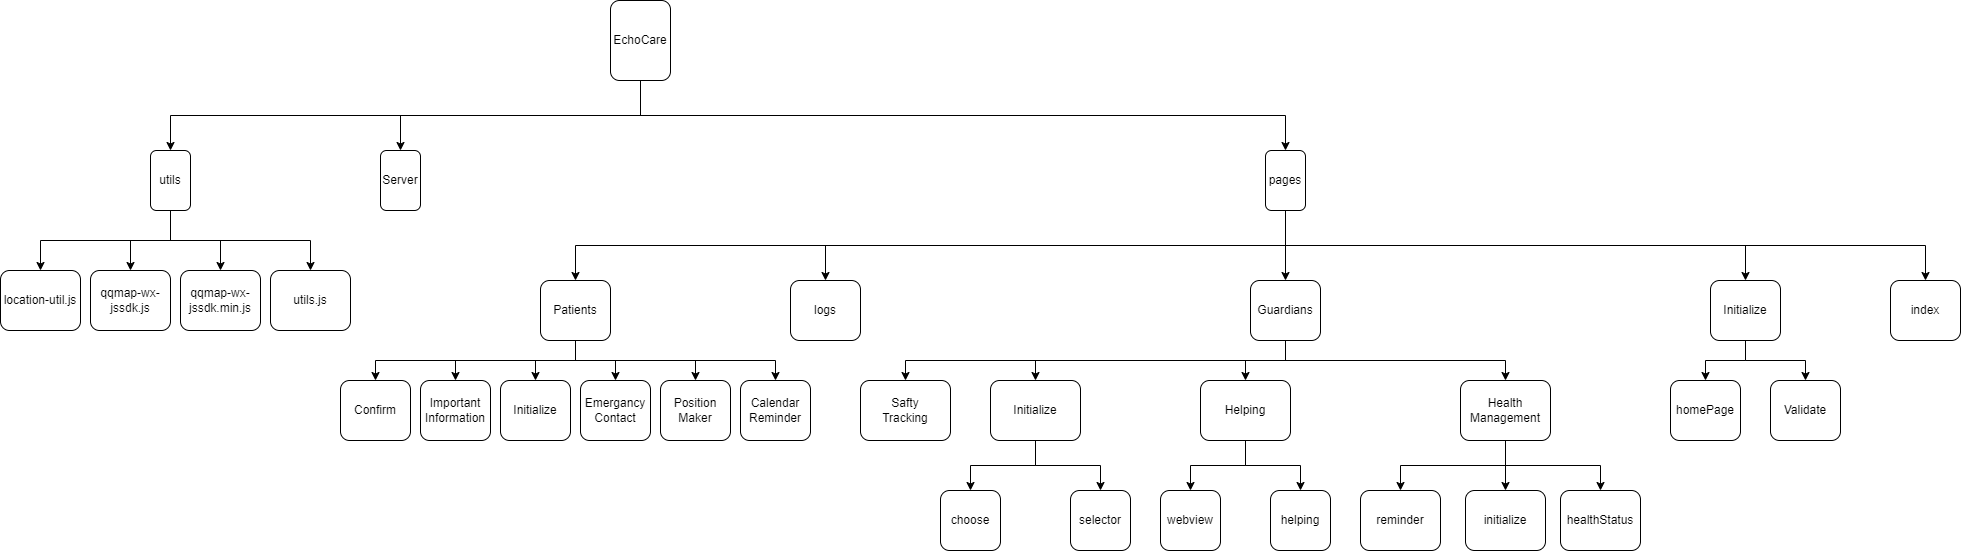 EchoCare
utils
Server
pages
location-util.js
qqmap-wx-
jssdk.js
qqmap-wx-
jssdk.min.js
utils.js
Patients
logs
Guardians
Initialize
index
Confirm
Important
Information
Initialize
Emergancy
Contact
Position
Maker
Calendar
Reminder
Safty
Tracking
Initialize
Helping
Health
Management
homePage
Validate
choose
selector
webview
helping
reminder
initialize
healthStatus